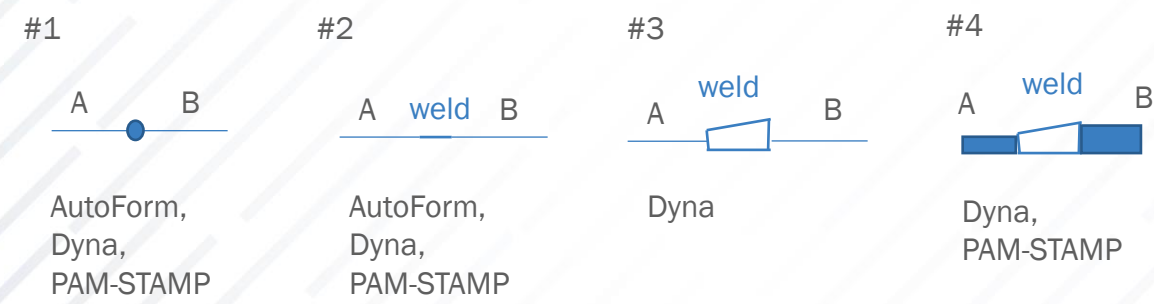 #1
A B
AutoForm,
Dyna,
PAM-STAMP
#2
A weld B
AutoForm,
Dyna,
PAM-STAMP
#3
weld
A B
Dyna
#4
weld
A B
Dyna,
PAM-STAMP